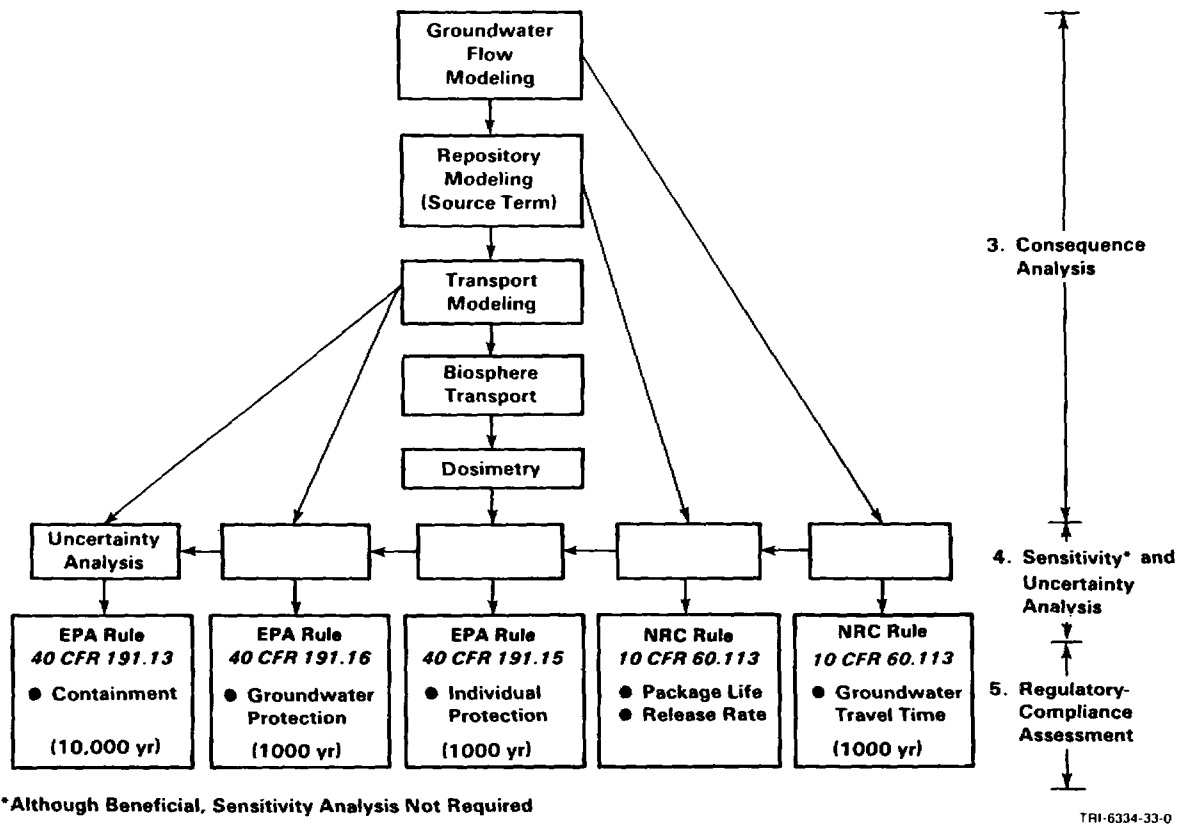 Groundwater
Flow
Modeling
Repository
Modeling
(Source Term)
Transport
Modeling
Biosphere
Transport
Dosimetry
Uncertainty
Analysis
EPA Rule
40 CFR 191.13
● Containment
(10,000 yr)
EPA Rule
40 CFR 191.16
● Groundwater
Protection
(1000 yr)
EPA Rule
40 CFR 191.15
● Individual
Protection
(1000 yr)
NRC Rule
10 CFR 60.113
● Package Life
● Release Rate
NRC Rule
10 CFR 60.113
● Groundwater
Travel Time
(1000 yr)
3. Consequence
Analysis
4. Sensitivity* and
Uncertainty
Analysis
5. Regulatory-
Compliance
Assessment
*Although Beneficial, Sensitivity Analysis Not Required
TRI-6334-33-0